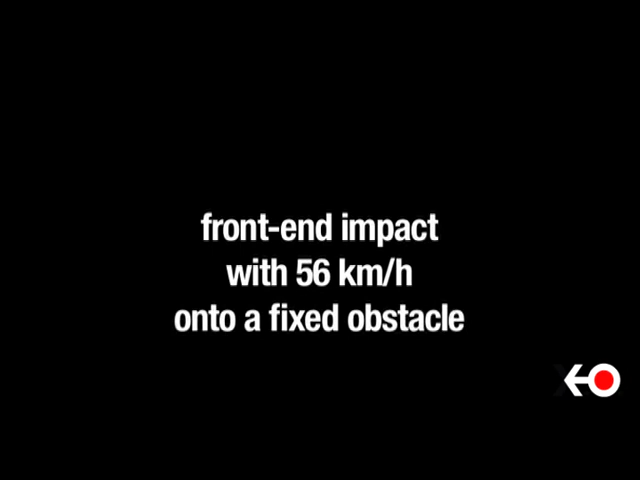 front-end impact
with 56 km/h
onto a fixed obstacle